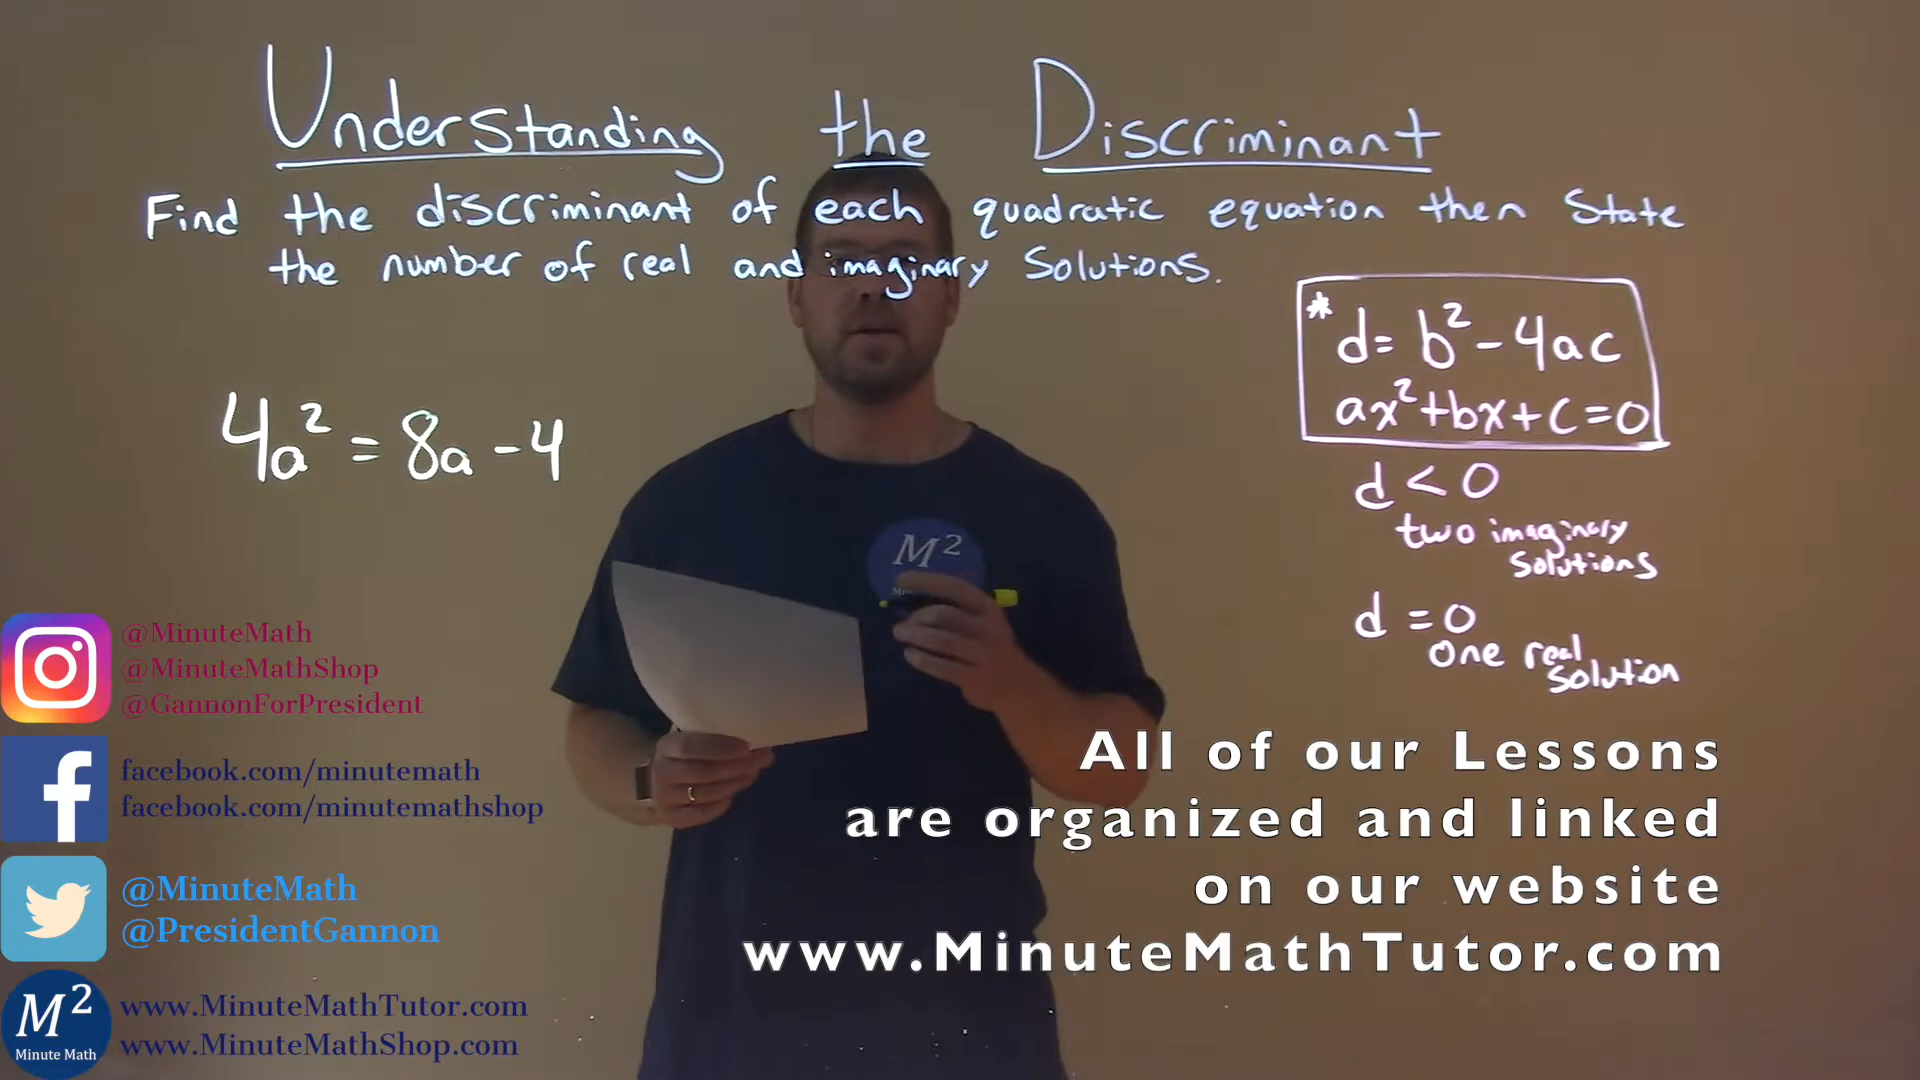 Understanding the Discriminant
Find the discriminant of each quadratic equation then State
the number of real and imaginary Solutions.
* d = b² - 4ac
ax² + bx + c = 0
4a² = 8a - 4
d < 0
two imaginary
solutions
d = 0
one real
solution
M²
@MinuteMath
@MinuteMathShop
@GannonForPresident
facebook.com/minutemath
facebook.com/minutemathshop
@MinuteMath
@PresidentGannon
M²
Minute Math
www.MinuteMathTutor.com
www.MinuteMathShop.com
All of our Lessons
are organized and linked
on our website
www.MinuteMathTutor.com